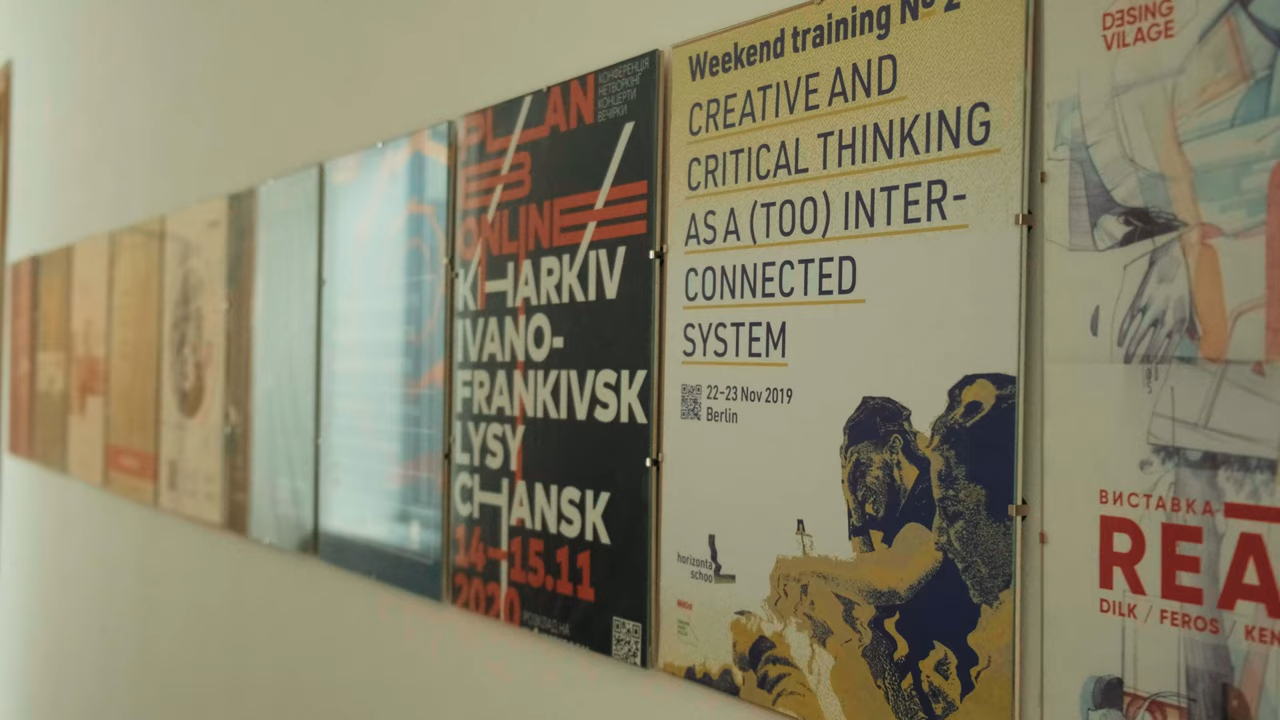 PLAN
B
ONLINE
КОНФЕРЕНЦІЯ
НЕТВОРКІНГ
КОНЦЕРТИ
ВЕЧІРКИ
KHARKIV
IVANO-
FRANKIVSK
LYSY
CHANSK
14–15.11
2020
Weekend training № 2
CREATIVE AND
CRITICAL THINKING
AS A (TOO) INTER-
CONNECTED
SYSTEM
22–23 Nov 2019
Berlin
horizontal
school
DESING
VILAGE
ВИСТАВКА
REA
DILK / FEROS KEN